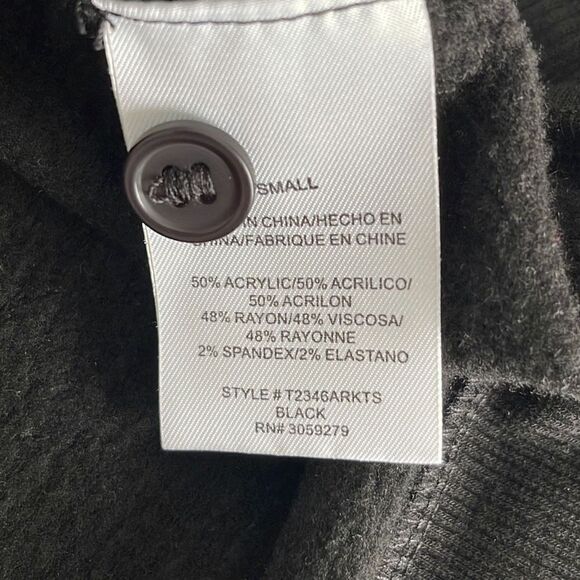 /SMALL
IN CHINA/HECHO EN
CHINA/FABRIQUE EN CHINE
50% ACRYLIC/50% ACRILICO/
50% ACRILON
48% RAYON/48% VISCOSA/
48% RAYONNE
2% SPANDEX/2% ELASTANO
STYLE # T2346ARKTS
BLACK
RN# 3059279